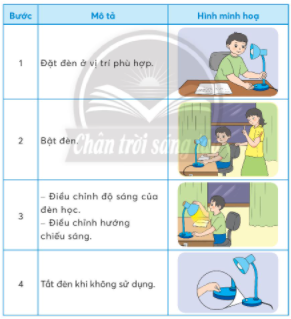 Bước Mô tả Hình minh hoạ
1 Đặt đèn ở vị trí phù hợp.
2 Bật đèn.
3 – Điều chỉnh độ sáng của
đèn học.
– Điều chỉnh hướng
chiếu sáng.
4 Tắt đèn khi không sử dụng.
Chân trời sáng